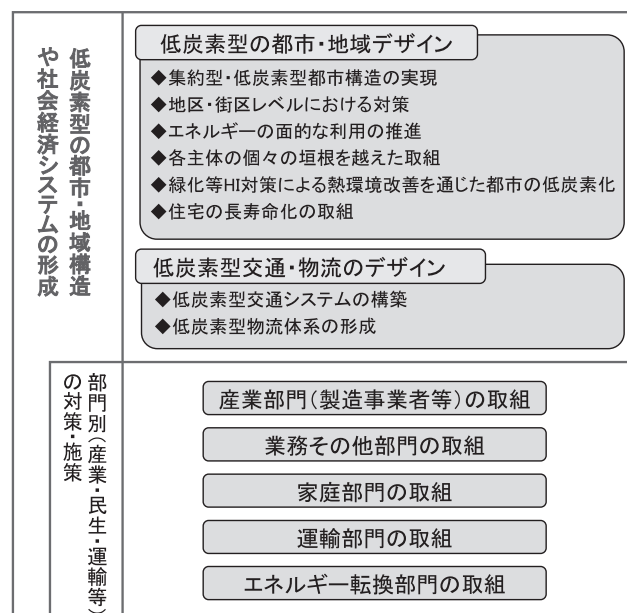 低炭素型の都市・地域構造
や社会経済システムの形成
低炭素型の都市・地域デザイン
◆集約型・低炭素型都市構造の実現
◆地区・街区レベルにおける対策
◆エネルギーの面的な利用の推進
◆各主体の個々の垣根を越えた取組
◆緑化等HI対策による熱環境改善を通じた都市の低炭素化
◆住宅の長寿命化の取組
低炭素型交通・物流のデザイン
◆低炭素型交通システムの構築
◆低炭素型物流体系の形成
部門別(産業・民生・運輸等)
の対策・施策
産業部門(製造事業者等)の取組
業務その他部門の取組
家庭部門の取組
運輸部門の取組
エネルギー転換部門の取組